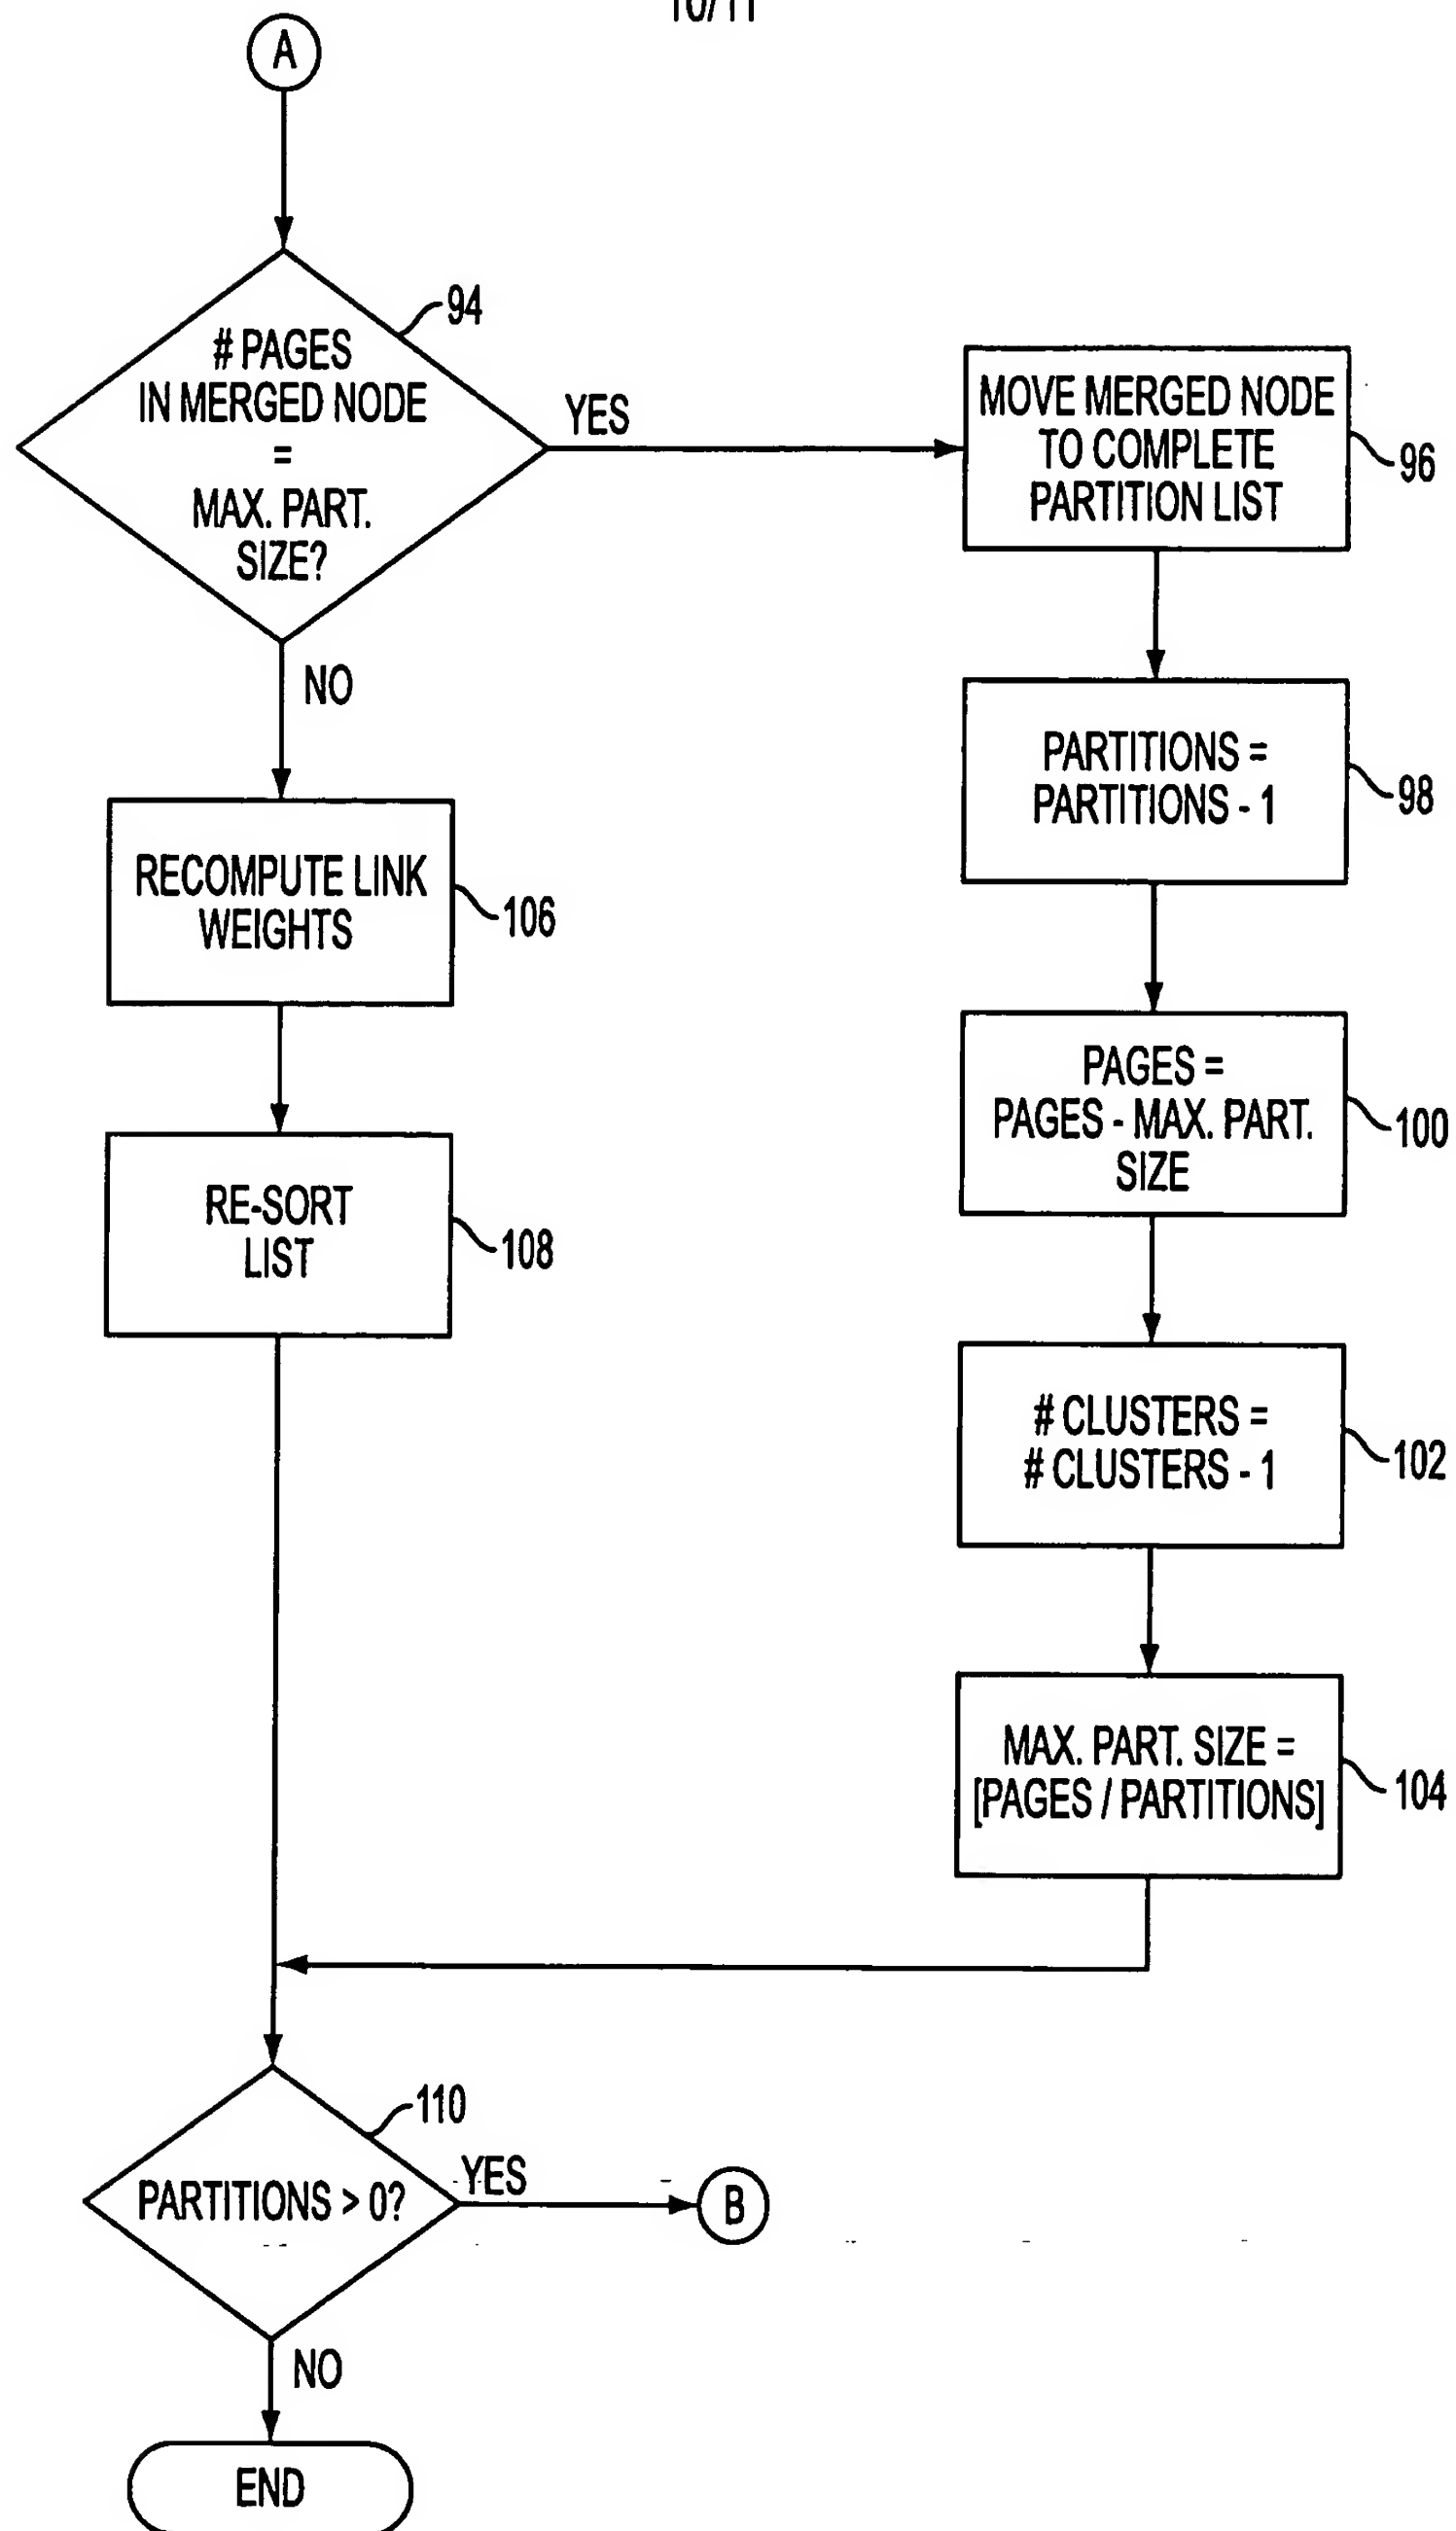 10/11
A
# PAGES
IN MERGED NODE
=
MAX. PART.
SIZE?
94
YES
MOVE MERGED NODE
TO COMPLETE
PARTITION LIST
96
NO
PARTITIONS =
PARTITIONS - 1
98
RECOMPUTE LINK
WEIGHTS
106
PAGES =
PAGES - MAX. PART.
SIZE
100
RE-SORT
LIST
108
# CLUSTERS =
# CLUSTERS - 1
102
MAX. PART. SIZE =
[PAGES / PARTITIONS]
104
PARTITIONS > 0?
110
YES
B
NO
END